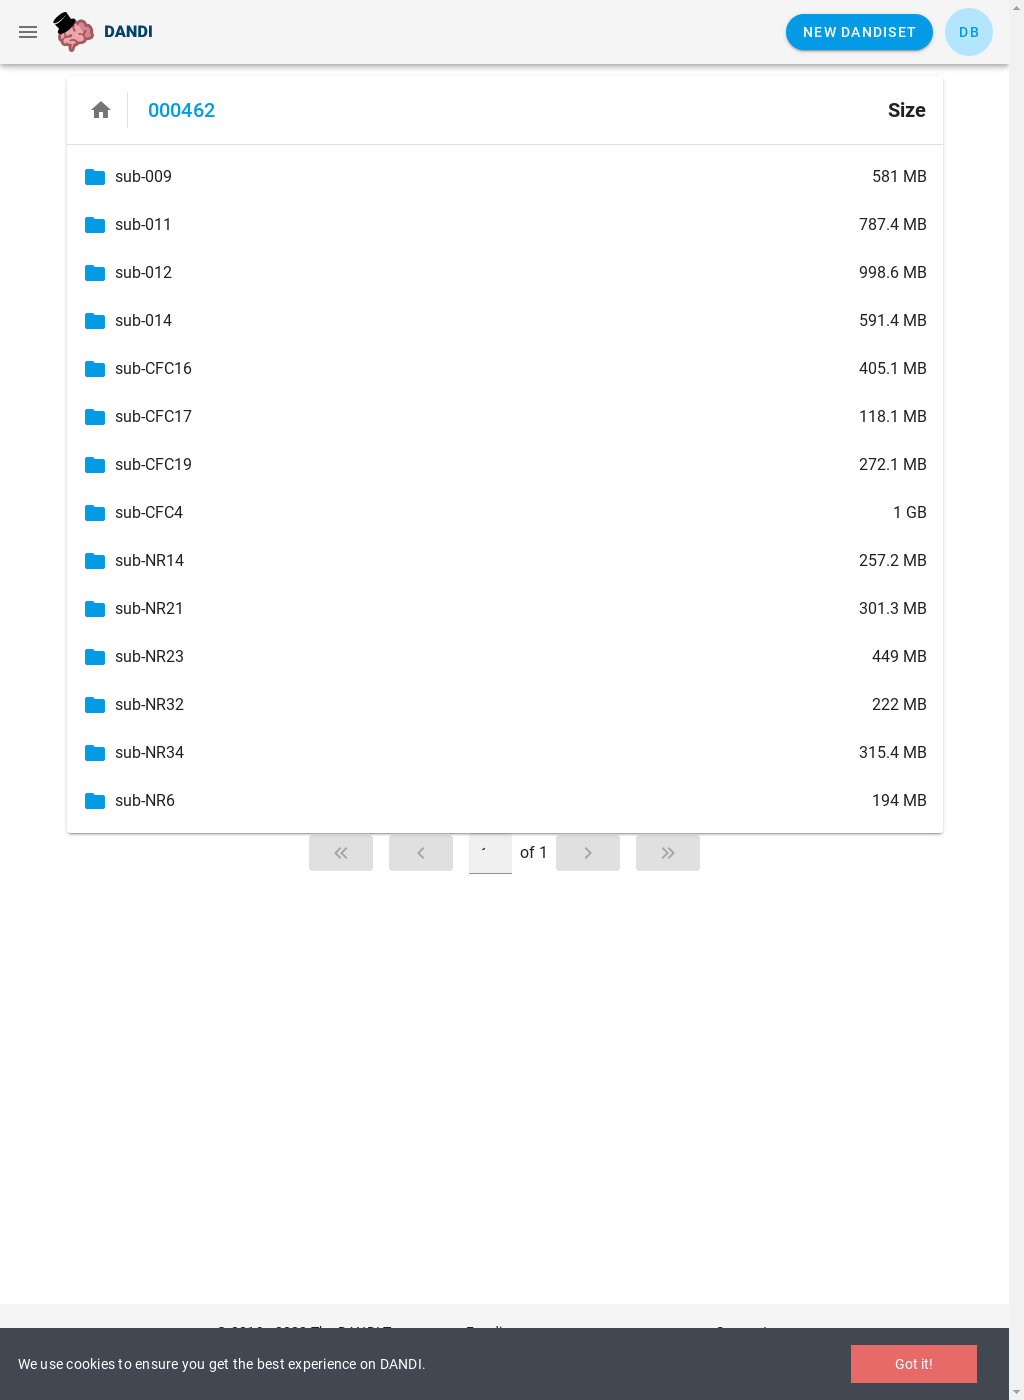 DANDI
NEW DANDISET
DB
000462
Size
sub-009 581 MB
sub-011 787.4 MB
sub-012 998.6 MB
sub-014 591.4 MB
sub-CFC16 405.1 MB
sub-CFC17 118.1 MB
sub-CFC19 272.1 MB
sub-CFC4 1 GB
sub-NR14 257.2 MB
sub-NR21 301.3 MB
sub-NR23 449 MB
sub-NR32 222 MB
sub-NR34 315.4 MB
sub-NR6 194 MB
of 1
We use cookies to ensure you get the best experience on DANDI.
Got it!